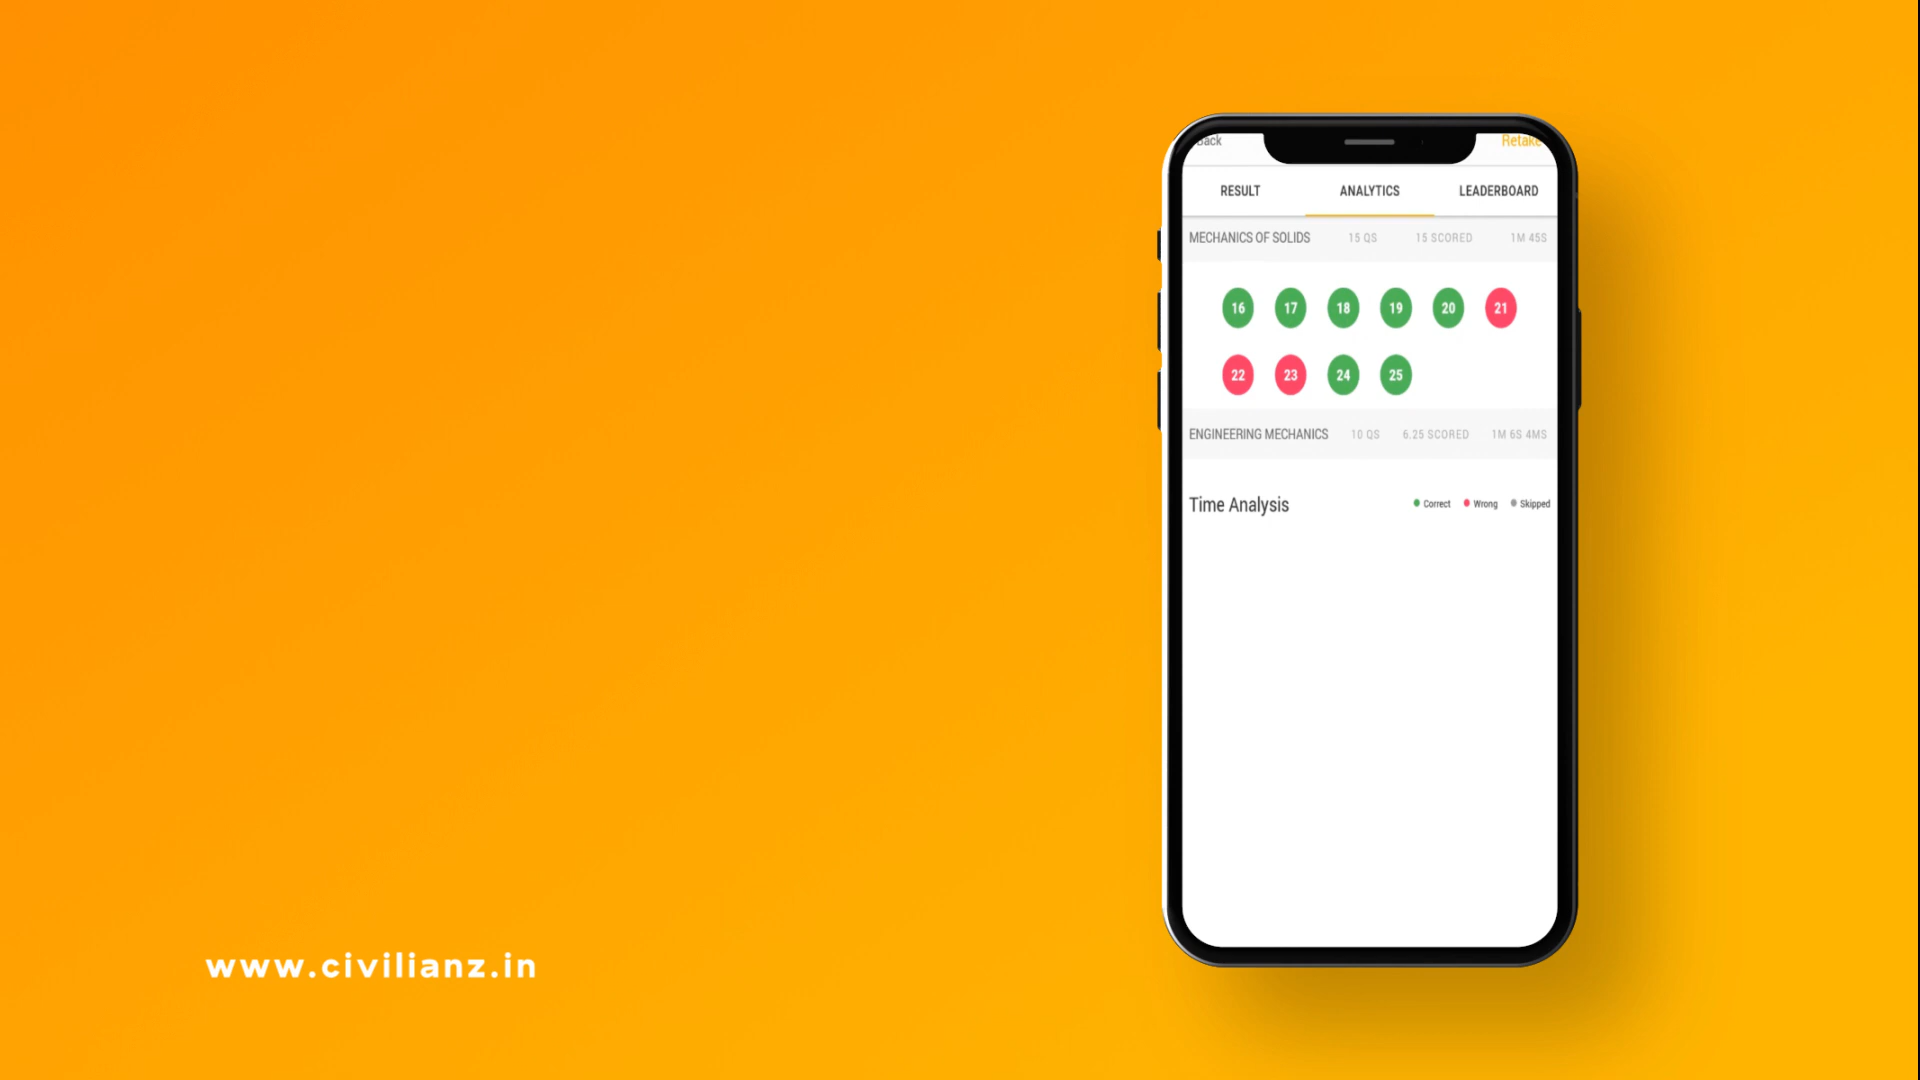 Back Retake
RESULT ANALYTICS LEADERBOARD
MECHANICS OF SOLIDS 15 QS 15 SCORED 1M 45S
16 17 18 19 20 21
22 23 24 25
ENGINEERING MECHANICS 10 QS 6.25 SCORED 1M 6S 4MS
Time Analysis Correct Wrong Skipped
www.civilianz.in